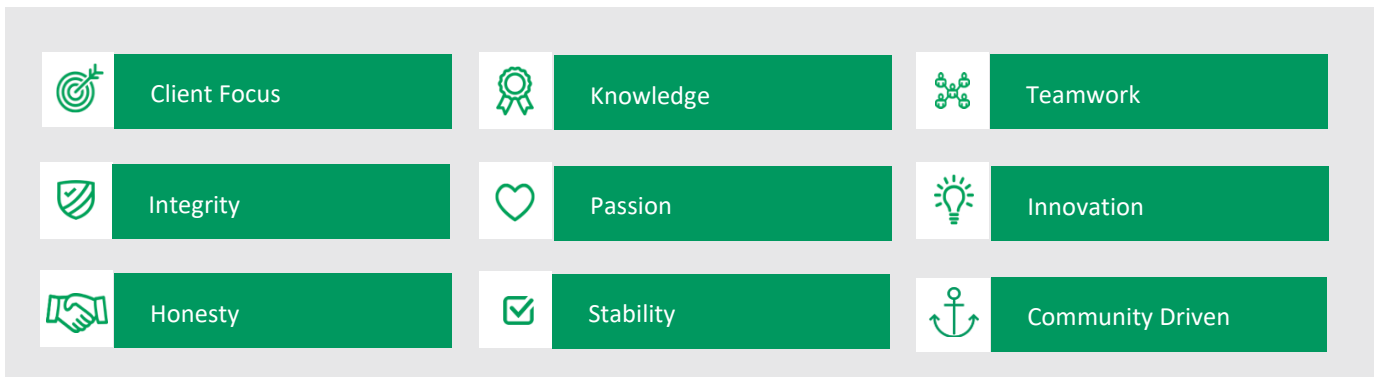 Client Focus
Knowledge
Teamwork
Integrity
Passion
Innovation
Honesty
Stability
Community Driven